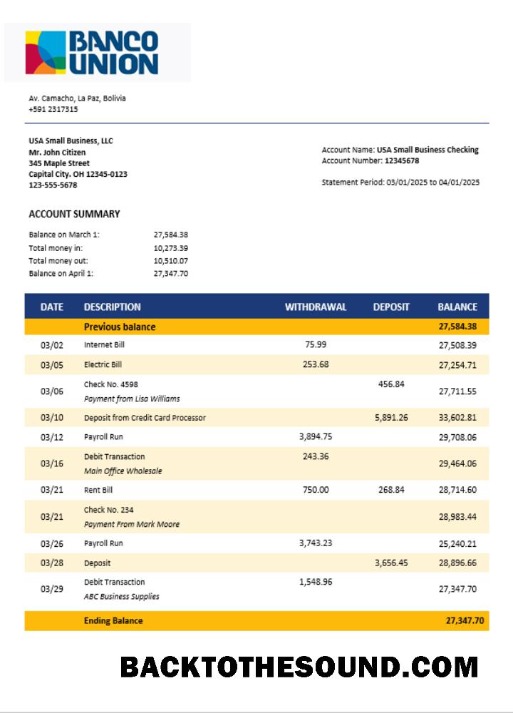 BANCO
UNION
Av. Camacho, La Paz, Bolivia
+591 2317315
USA Small Business, LLC
Mr. John Citizen
345 Maple Street
Capital City. OH 12345-0123
123-555-5678
Account Name: USA Small Business Checking
Account Number: 12345678
Statement Period: 03/01/2025 to 04/01/2025
ACCOUNT SUMMARY
Balance on March 1: 27,584.38
Total money in: 10,273.39
Total money out: 10,510.07
Balance on April 1: 27,347.70
DATE DESCRIPTION WITHDRAWAL DEPOSIT BALANCE
Previous balance 27,584.38
03/02 Internet Bill 75.99 27,508.39
03/05 Electric Bill 253.68 27,254.71
03/06 Check No. 4598 456.84 27,711.55
Payment from Lisa Williams
03/10 Deposit from Credit Card Processor 5,891.26 33,602.81
03/12 Payroll Run 3,894.75 29,708.06
03/16 Debit Transaction 243.36 29,464.06
Main Office Wholesale
03/21 Rent Bill 750.00 268.84 28,714.60
03/21 Check No. 234 28,983.44
Payment From Mark Moore
03/26 Payroll Run 3,743.23 25,240.21
03/28 Deposit 3,656.45 28,896.66
03/29 Debit Transaction 1,548.96 27,347.70
ABC Business Supplies
Ending Balance 27,347.70
BACKTOTHESOUND.COM